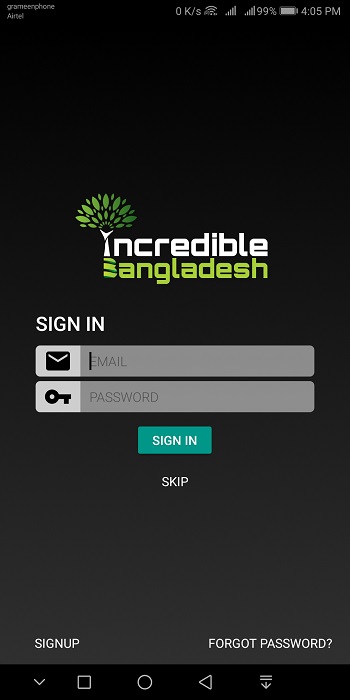 grameenphone
Airtel
0 K/s 99% 4:05 PM
Incredible
Bangladesh
SIGN IN
EMAIL
PASSWORD
SIGN IN
SKIP
SIGNUP FORGOT PASSWORD?